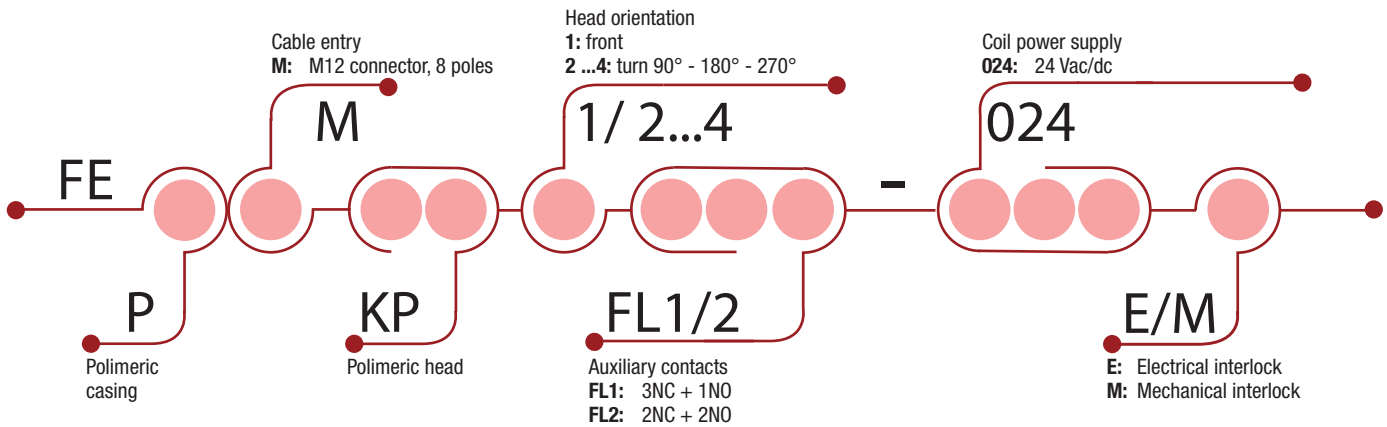 Cable entry
M: M12 connector, 8 poles
Head orientation
1: front
2 ...4: turn 90° - 180° - 270°
Coil power supply
024: 24 Vac/dc
M
1/ 2...4
024
FE
-
P
KP
FL1/2
E/M
Polimeric
casing
Polimeric head
Auxiliary contacts
FL1: 3NC + 1NO
FL2: 2NC + 2NO
E: Electrical interlock
M: Mechanical interlock